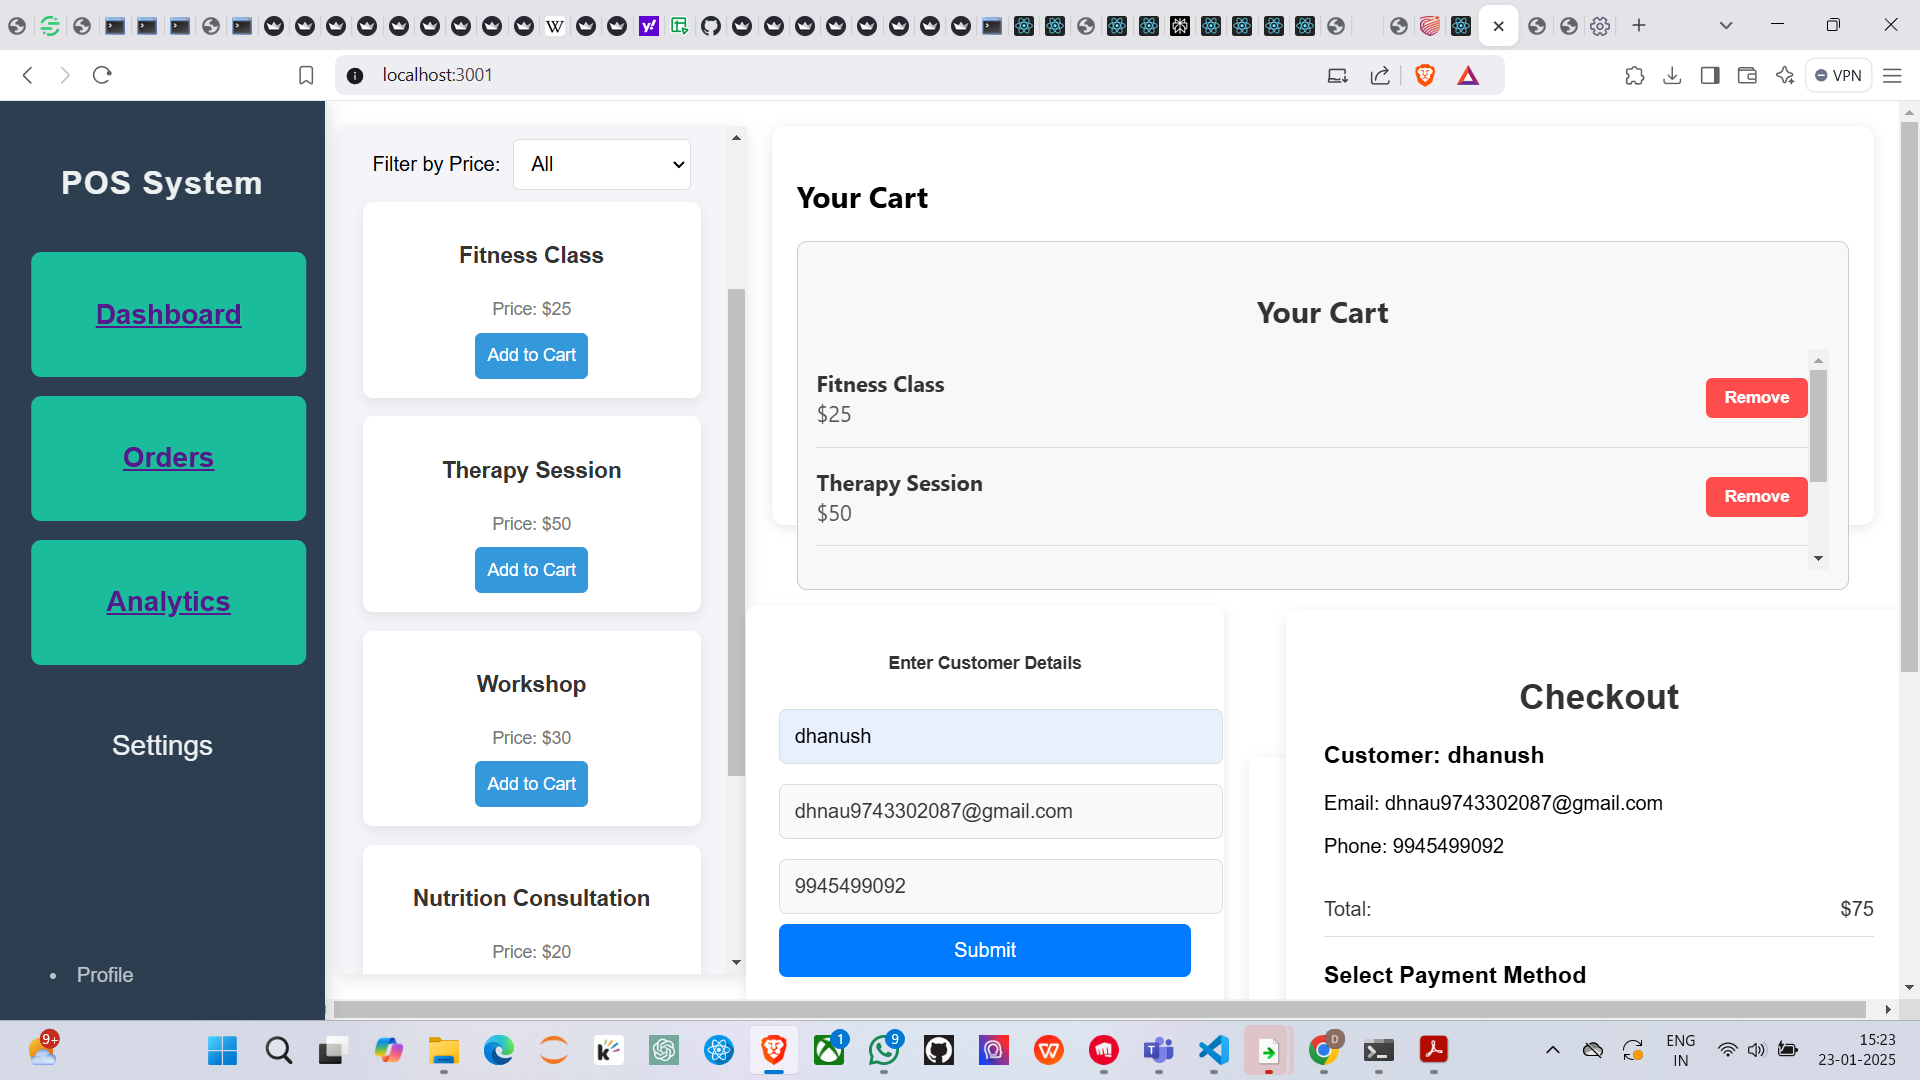 localhost:3001
VPN
POS System
Dashboard
Orders
Analytics
Settings
Profile
Filter by Price:
All
Fitness Class
Price: $25
Add to Cart
Therapy Session
Price: $50
Add to Cart
Workshop
Price: $30
Add to Cart
Nutrition Consultation
Price: $20
Your Cart
Your Cart
Fitness Class
$25
Remove
Therapy Session
$50
Remove
Enter Customer Details
dhanush
dhnau9743302087@gmail.com
9945499092
Submit
Checkout
Customer: dhanush
Email: dhnau9743302087@gmail.com
Phone: 9945499092
Total: $75
Select Payment Method
9+
1
9
D
ENG
IN
15:23
23-01-2025